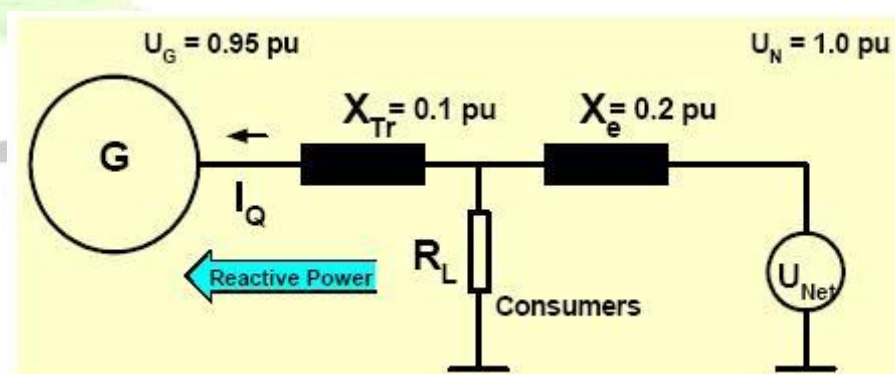 U_G = 0.95 pu
U_N = 1.0 pu
X_Tr = 0.1 pu
X_e = 0.2 pu
G
I_Q
Reactive Power
R_L
Consumers
U_Net